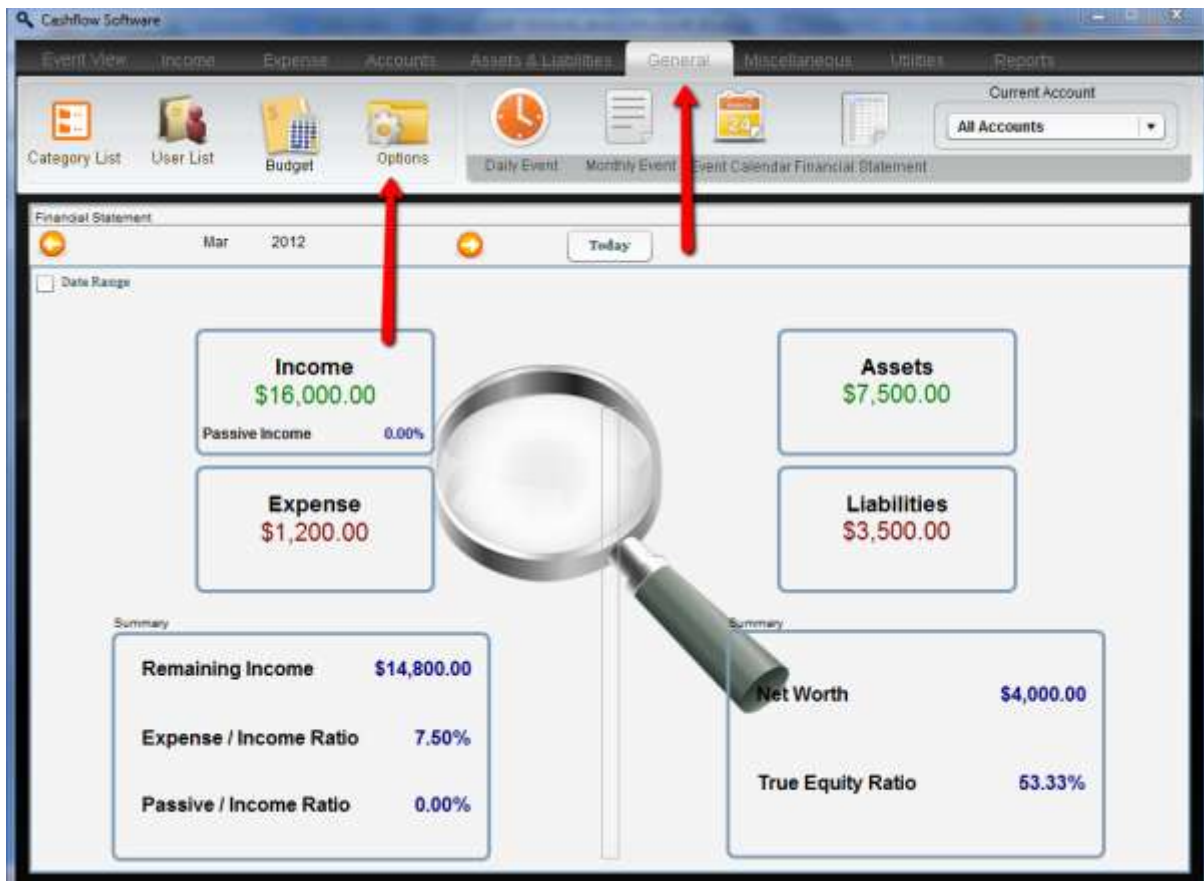 Cashflow Software
Event View Income Expense Accounts Assets & Liabilities General Miscellaneous Utilities Reports
Category List User List Budget Options
Daily Event Monthly Event Event Calendar Financial Statement
24
Current Account
All Accounts
Financial Statement
Mar 2012 Today
Date Range
Income
$16,000.00
Passive Income 0.00%
Expense
$1,200.00
Assets
$7,500.00
Liabilities
$3,500.00
Summary
Remaining Income $14,800.00
Expense / Income Ratio 7.50%
Passive / Income Ratio 0.00%
Summary
Net Worth $4,000.00
True Equity Ratio 53.33%